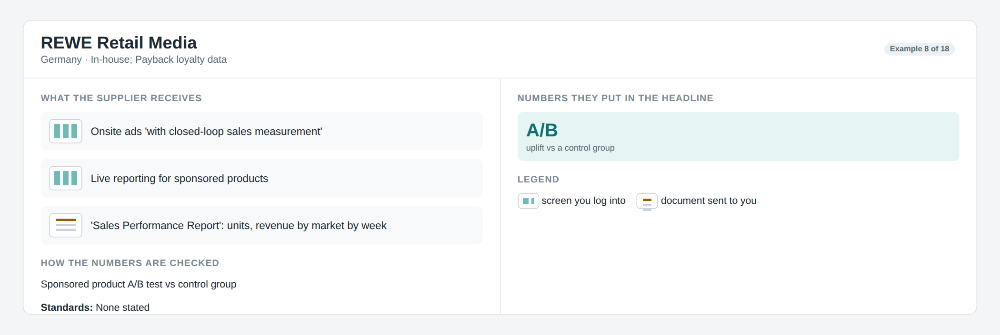 REWE Retail Media
Germany · In-house; Payback loyalty data
Example 8 of 18
WHAT THE SUPPLIER RECEIVES
Onsite ads 'with closed-loop sales measurement'
Live reporting for sponsored products
'Sales Performance Report': units, revenue by market by week
HOW THE NUMBERS ARE CHECKED
Sponsored product A/B test vs control group
Standards: None stated
NUMBERS THEY PUT IN THE HEADLINE
A/B
uplift vs a control group
LEGEND
screen you log into
document sent to you